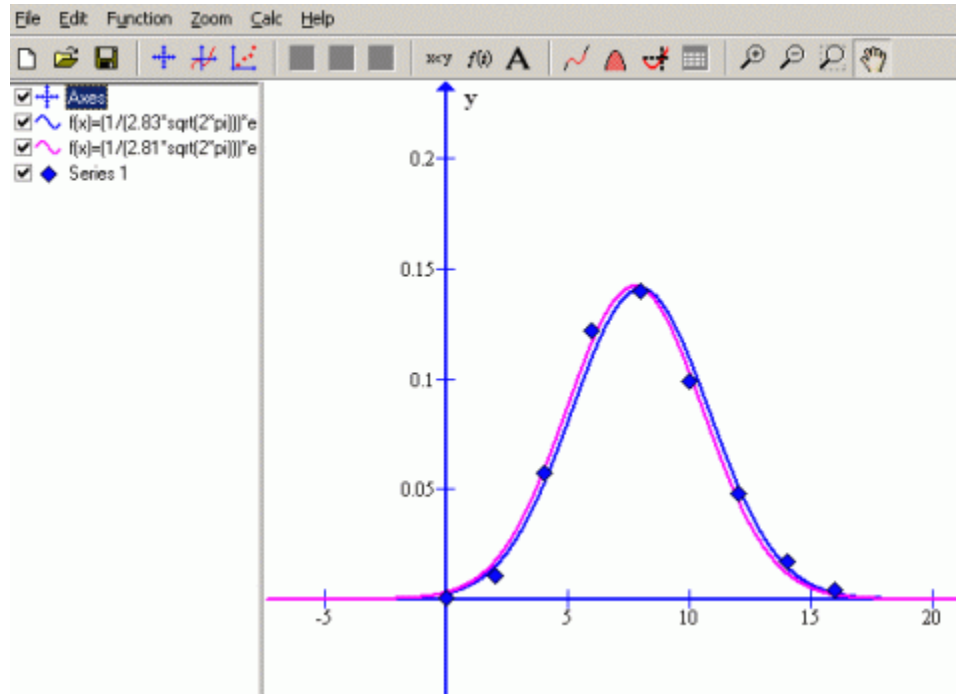 File Edit Function Zoom Calc Help
x<y f(t) A
Axes
f(x)=(1/(2.83*sqrt(2*pi)))*e
f(x)=(1/(2.81*sqrt(2*pi)))*e
Series 1
y
0.2
0.15
0.1
0.05
-5 5 10 15 20